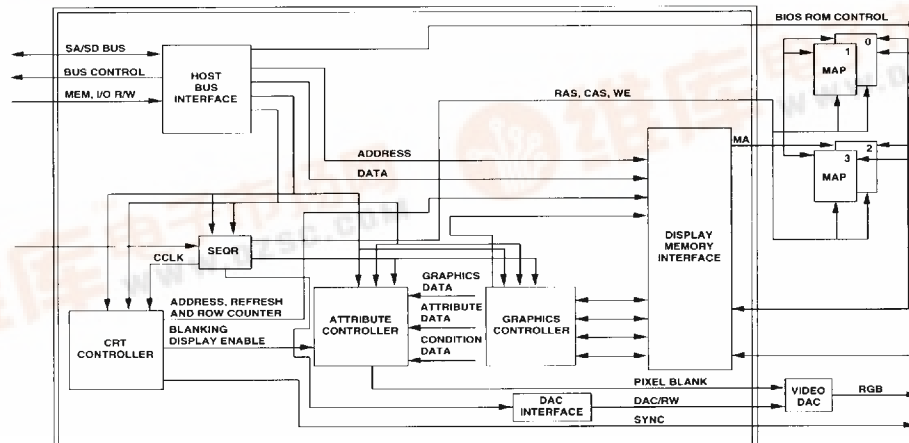 BIOS ROM CONTROL
SA/SD BUS
BUS CONTROL
MEM, I/O R/W
HOST
BUS
INTERFACE
0
1
MAP
RAS, CAS, WE
MA
2
3
MAP
ADDRESS
DATA
SEQR
CCLK
DISPLAY
MEMORY
INTERFACE
ADDRESS, REFRESH
AND ROW COUNTER
BLANKING
DISPLAY ENABLE
CRT
CONTROLLER
ATTRIBUTE
CONTROLLER
GRAPHICS
DATA
ATTRIBUTE
DATA
CONDITION
DATA
GRAPHICS
CONTROLLER
PIXEL BLANK
DAC
INTERFACE
DAC/RW
VIDEO
DAC
RGB
SYNC